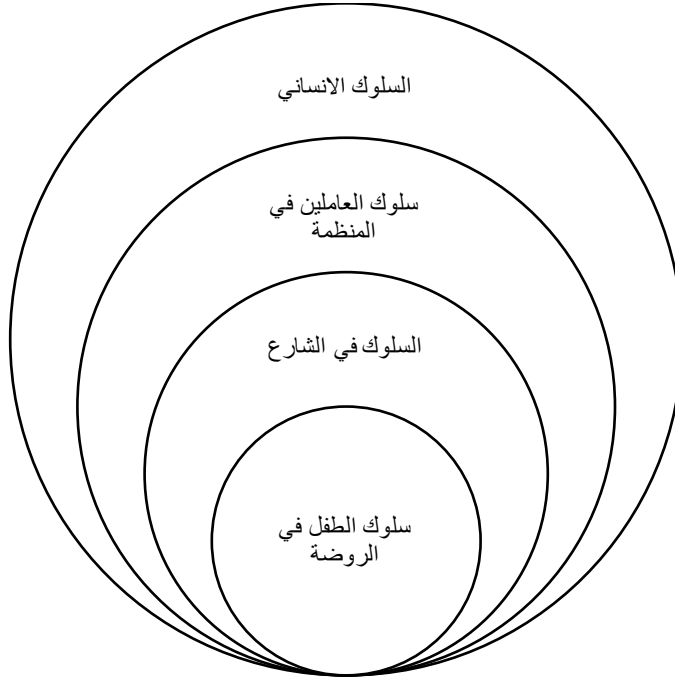 السلوك الانساني
سلوك العاملين في
المنظمة
السلوك في الشارع
سلوك الطفل في
الروضة